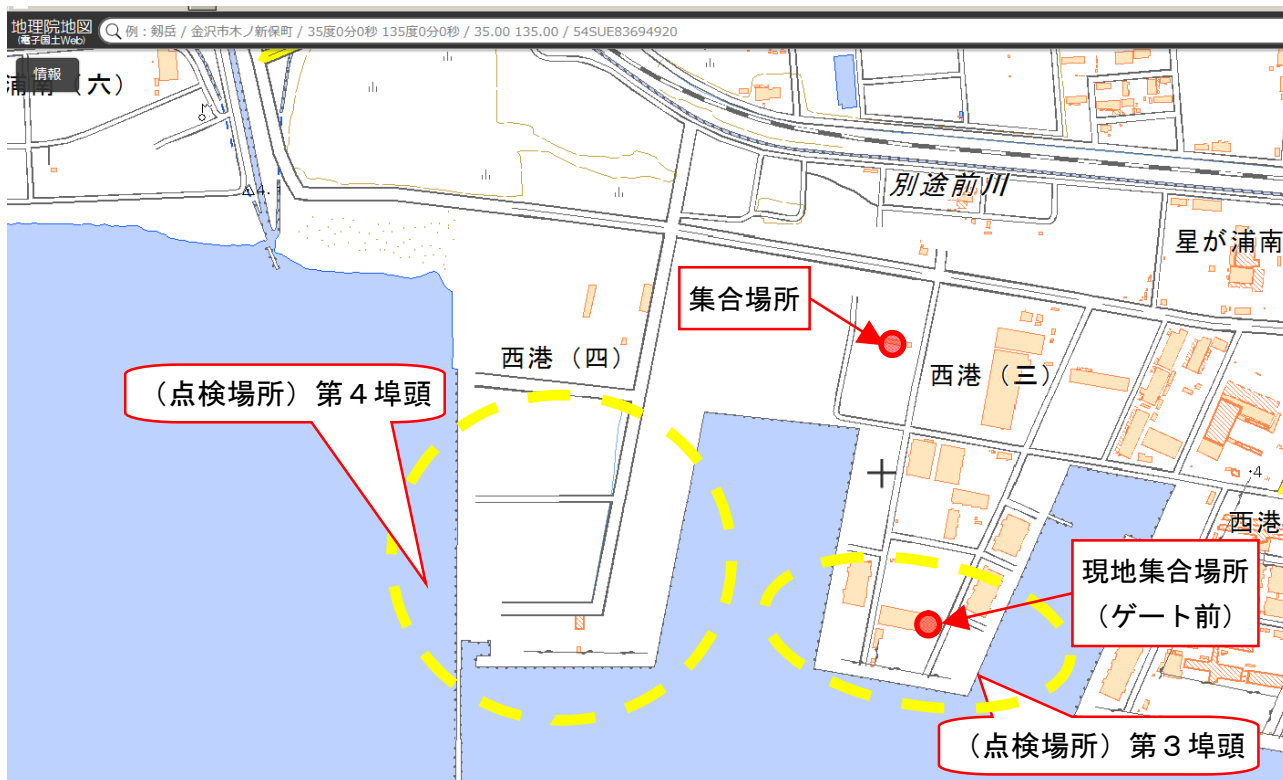 地理院地図
(電子国土Web)
例：剱岳 / 金沢市木ノ新保町 / 35度0分0秒 135度0分0秒 / 35.00 135.00 / 54SUE83694920
情報
浦南（六）
4.
別途前川
星が浦南
集合場所
西港（四）
西港（三）
（点検場所）第４埠頭
・4
西港
現地集合場所
（ゲート前）
（点検場所）第３埠頭